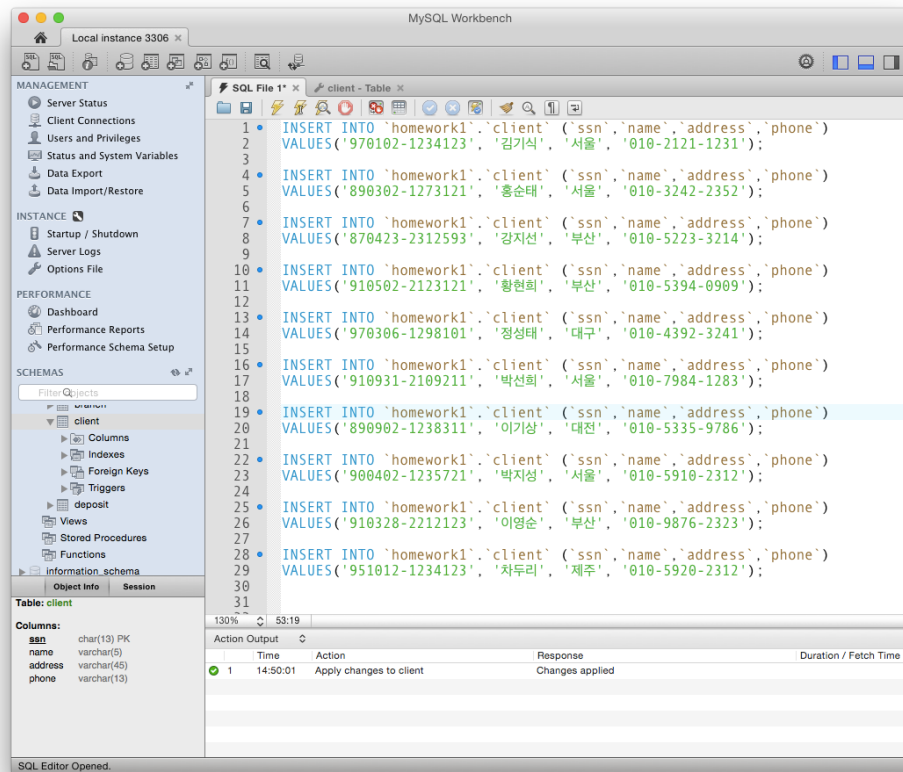 MySQL Workbench
Local instance 3306
MANAGEMENT
Server Status
Client Connections
Users and Privileges
Status and System Variables
Data Export
Data Import/Restore
INSTANCE
Startup / Shutdown
Server Logs
Options File
PERFORMANCE
Dashboard
Performance Reports
Performance Schema Setup
SCHEMAS
Filter Objects
branch
client
Columns
Indexes
Foreign Keys
Triggers
deposit
Views
Stored Procedures
Functions
information_schema
Object Info Session
Table: client
Columns:
ssn char(13) PK
name varchar(5)
address varchar(45)
phone varchar(13)
SQL File 1* client - Table
1 INSERT INTO `homework1`.`client` (`ssn`,`name`,`address`,`phone`)
2 VALUES('970102-1234123', '김기식', '서울', '010-2121-1231');
3
4 INSERT INTO `homework1`.`client` (`ssn`,`name`,`address`,`phone`)
5 VALUES('890302-1273121', '홍순태', '서울', '010-3242-2352');
6
7 INSERT INTO `homework1`.`client` (`ssn`,`name`,`address`,`phone`)
8 VALUES('870423-2312593', '강지선', '부산', '010-5223-3214');
9
10 INSERT INTO `homework1`.`client` (`ssn`,`name`,`address`,`phone`)
11 VALUES('910502-2123121', '황현희', '부산', '010-5394-0909');
12
13 INSERT INTO `homework1`.`client` (`ssn`,`name`,`address`,`phone`)
14 VALUES('970306-1298101', '정성태', '대구', '010-4392-3241');
15
16 INSERT INTO `homework1`.`client` (`ssn`,`name`,`address`,`phone`)
17 VALUES('910931-2109211', '박선희', '서울', '010-7984-1283');
18
19 INSERT INTO `homework1`.`client` (`ssn`,`name`,`address`,`phone`)
20 VALUES('890902-1238311', '이기상', '대전', '010-5335-9786');
21
22 INSERT INTO `homework1`.`client` (`ssn`,`name`,`address`,`phone`)
23 VALUES('900402-1235721', '박지성', '서울', '010-5910-2312');
24
25 INSERT INTO `homework1`.`client` (`ssn`,`name`,`address`,`phone`)
26 VALUES('910328-2212123', '이영순', '부산', '010-9876-2323');
27
28 INSERT INTO `homework1`.`client` (`ssn`,`name`,`address`,`phone`)
29 VALUES('951012-1234123', '차두리', '제주', '010-5920-2312');
30
31
130% 53:19
Action Output
Time Action Response Duration / Fetch Time
1 14:50:01 Apply changes to client Changes applied
SQL Editor Opened.